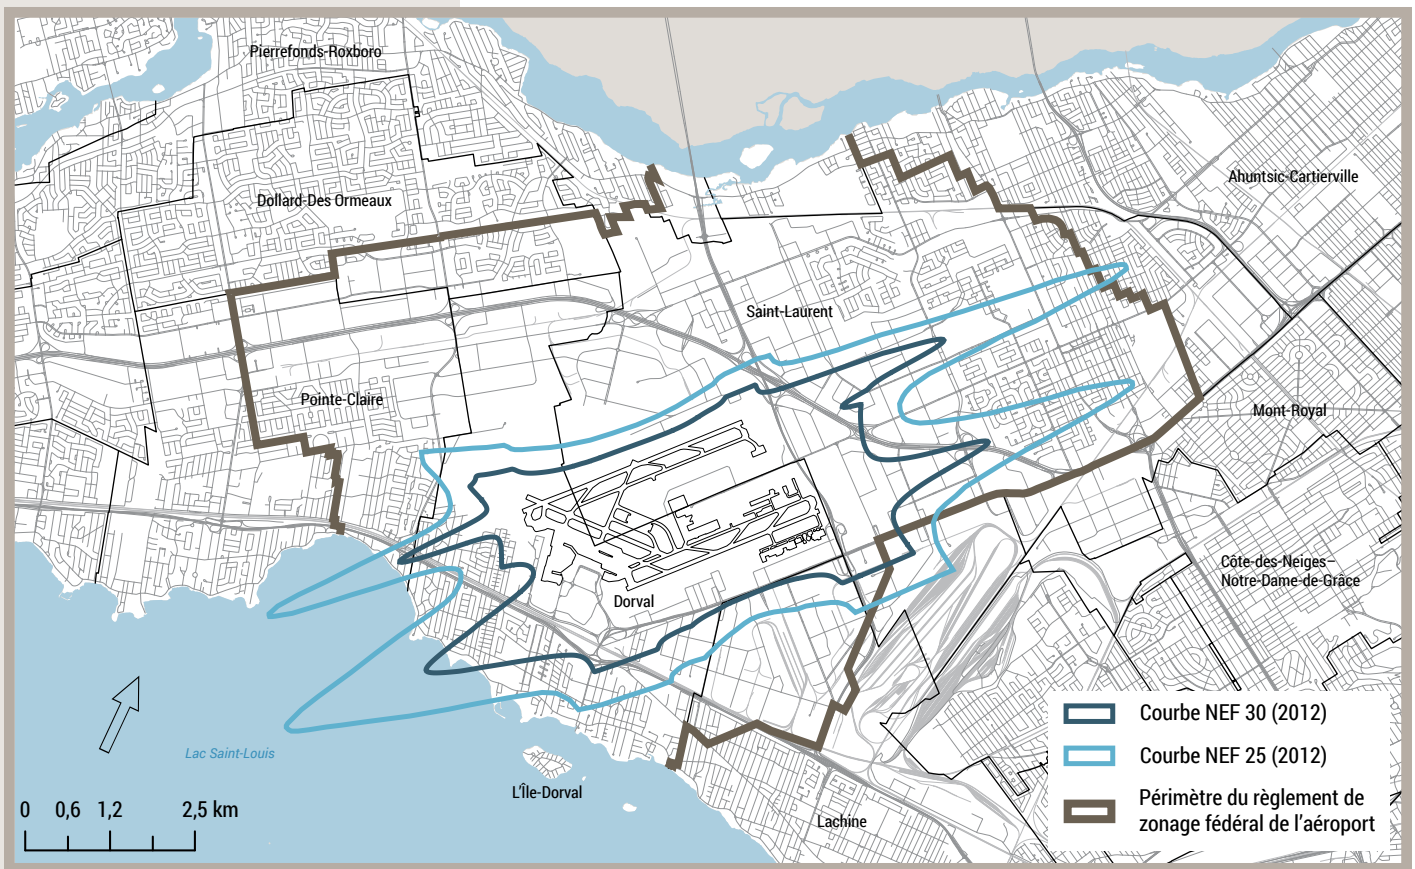 Pierrefonds-Roxboro
Dollard-Des Ormeaux
Ahuntsic-Cartierville
Saint-Laurent
Pointe-Claire
Mont-Royal
Côte-des-Neiges–
Notre-Dame-de-Grâce
Dorval
Lac Saint-Louis
L'Île-Dorval
Lachine
0 0,6 1,2 2,5 km
Courbe NEF 30 (2012)
Courbe NEF 25 (2012)
Périmètre du règlement de
zonage fédéral de l'aéroport